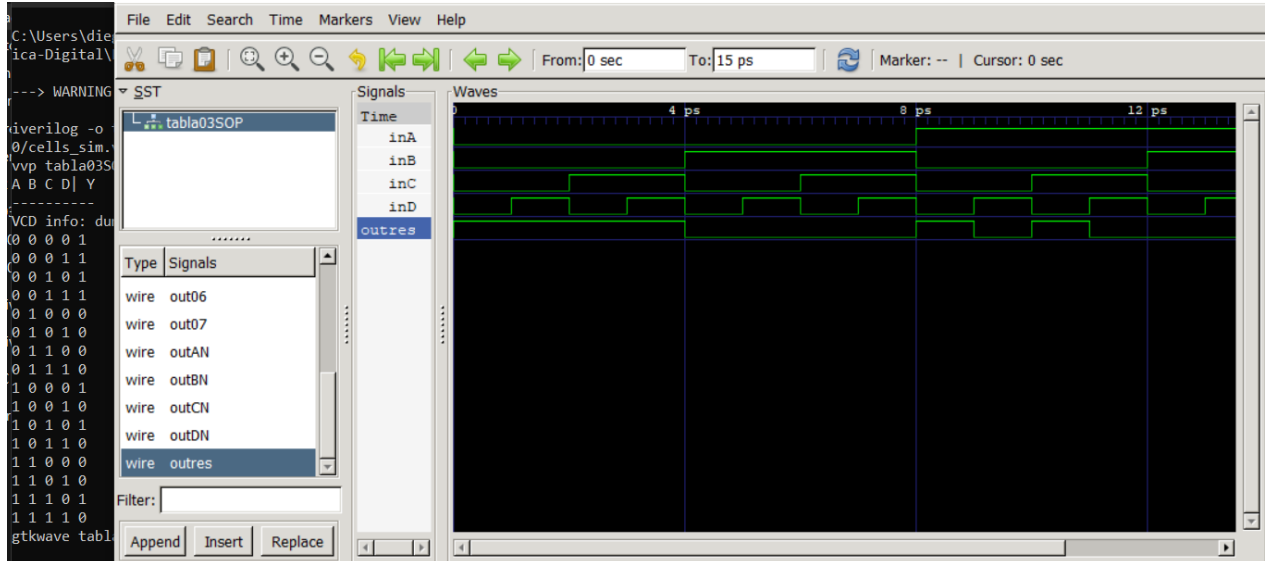 C:\Users\die
ica-Digital\
---> WARNING
iverilog -o
0/cells_sim.
vvp tabla03S
A B C D| Y
----------
VCD info: du
0 0 0 0 1
0 0 0 1 1
0 0 1 0 1
0 0 1 1 1
0 1 0 0 0
0 1 0 1 0
0 1 1 0 0
0 1 1 1 0
1 0 0 0 1
1 0 0 1 0
1 0 1 0 1
1 0 1 1 0
1 1 0 0 0
1 1 0 1 0
1 1 1 0 1
1 1 1 1 0
gtkwave tabl
File Edit Search Time Markers View Help
From: 0 sec To: 15 ps Marker: -- | Cursor: 0 sec
SST
tabla03SOP
Type Signals
wire out06
wire out07
wire outAN
wire outBN
wire outCN
wire outDN
wire outres
Filter:
Append Insert Replace
Signals
Time
inA
inB
inC
inD
outres
Waves
0 4 ps 8 ps 12 ps